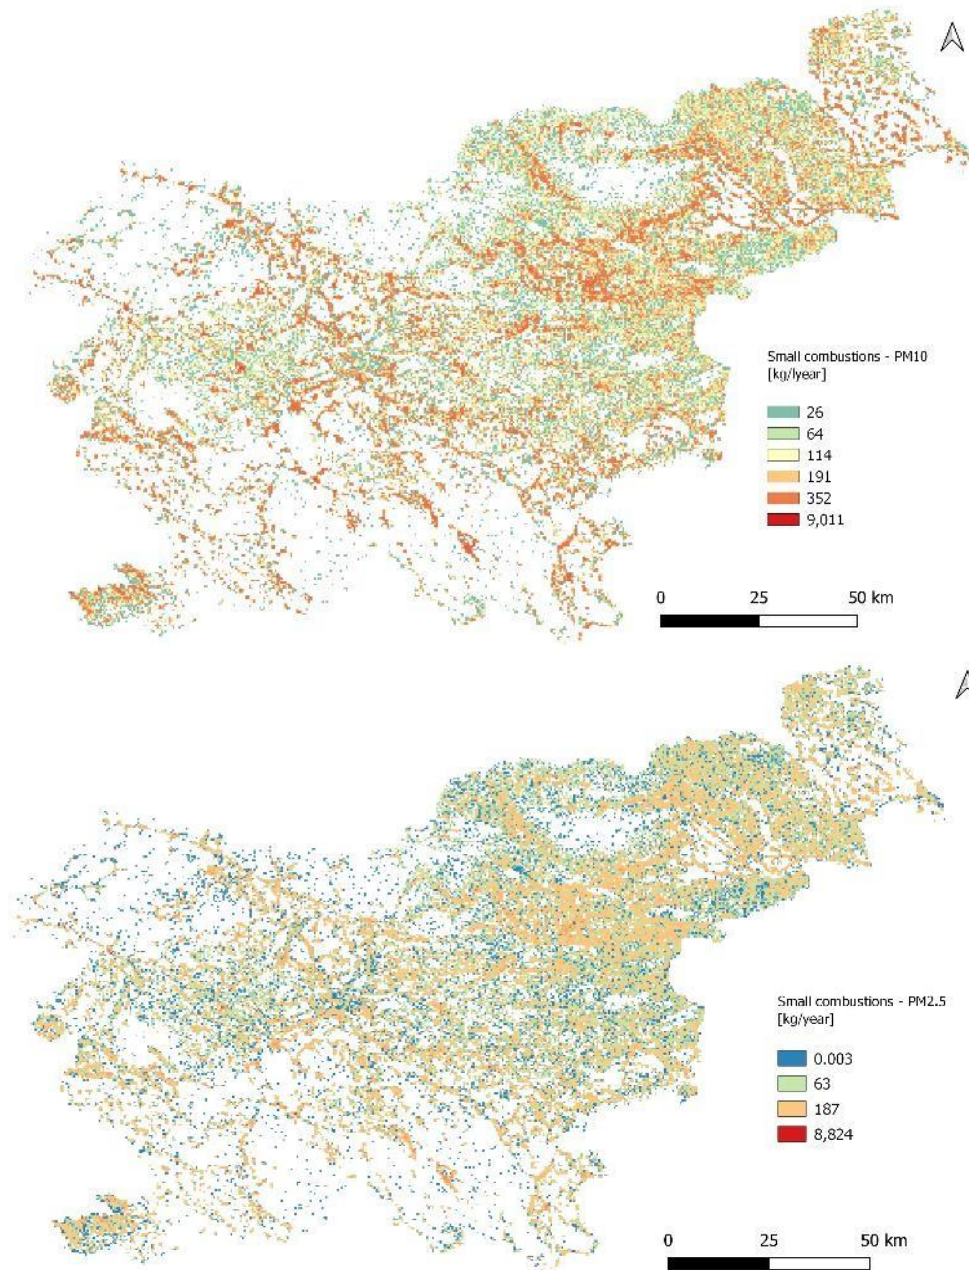 Small combustions - PM10
[kg/lyear]
26
64
114
191
352
9,011
0 25 50 km
Small combustions - PM2.5
[kg/year]
0.003
63
187
8,824
0 25 50 km